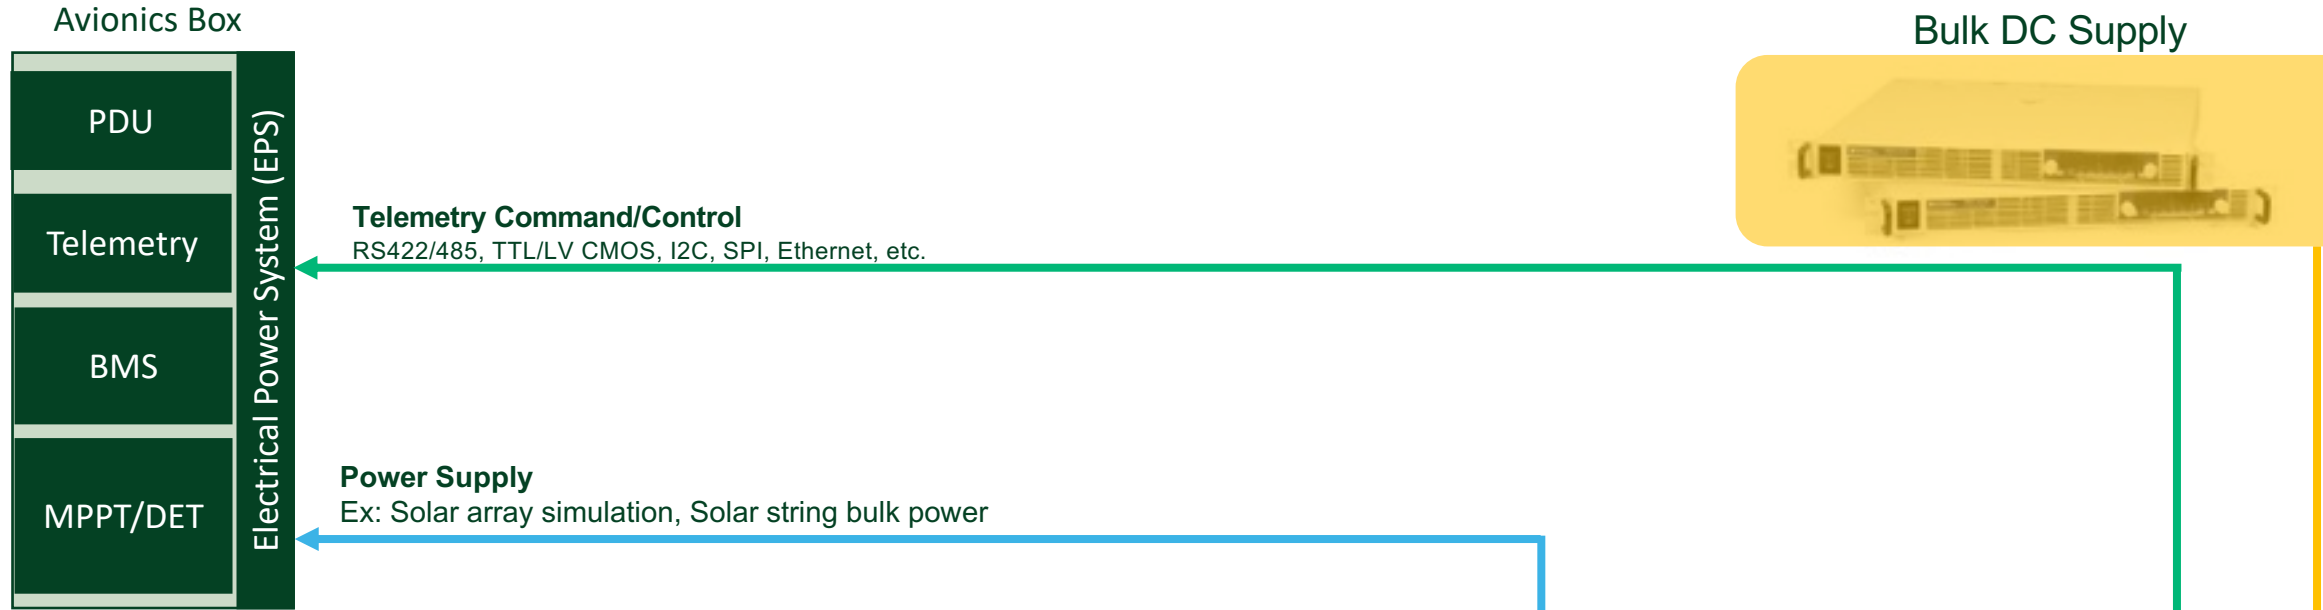 Avionics Box
Bulk DC Supply
PDU
Telemetry
BMS
MPPT/DET
Electrical Power System (EPS)
Telemetry Command/Control
RS422/485, TTL/LV CMOS, I2C, SPI, Ethernet, etc.
Power Supply
Ex: Solar array simulation, Solar string bulk power